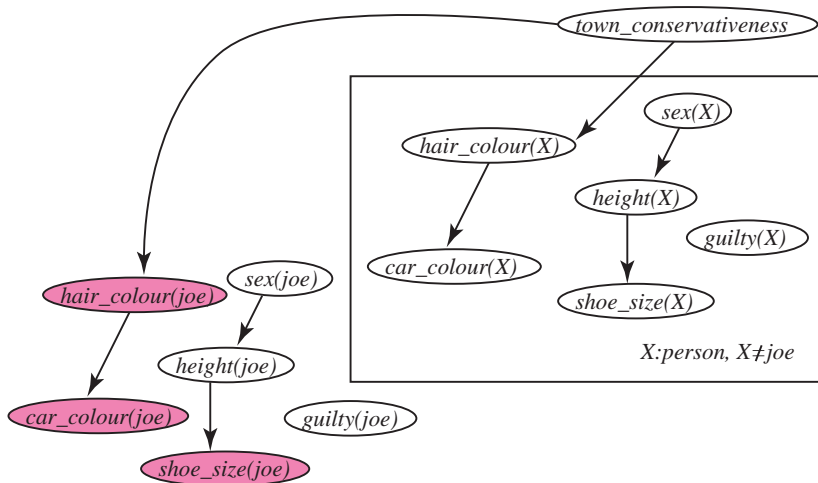 town_conservativeness
sex(X)
hair_colour(X)
height(X)
guilty(X)
car_colour(X)
shoe_size(X)
X:person, X≠joe
hair_colour(joe)
sex(joe)
height(joe)
car_colour(joe)
guilty(joe)
shoe_size(joe)